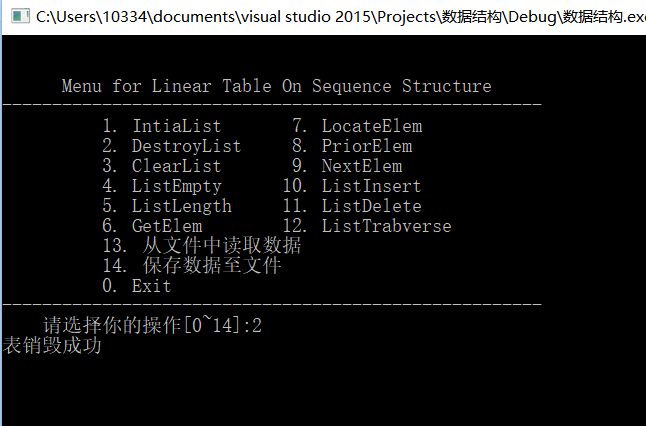 C:\Users\10334\documents\visual studio 2015\Projects\数据结构\Debug\数据结构.exe
Menu for Linear Table On Sequence Structure
-------------------------------------------------------
1. IntiaList 7. LocateElem
2. DestroyList 8. PriorElem
3. ClearList 9. NextElem
4. ListEmpty 10. ListInsert
5. ListLength 11. ListDelete
6. GetElem 12. ListTrabverse
13. 从文件中读取数据
14. 保存数据至文件
0. Exit
-------------------------------------------------------
请选择你的操作[0~14]:2
表销毁成功